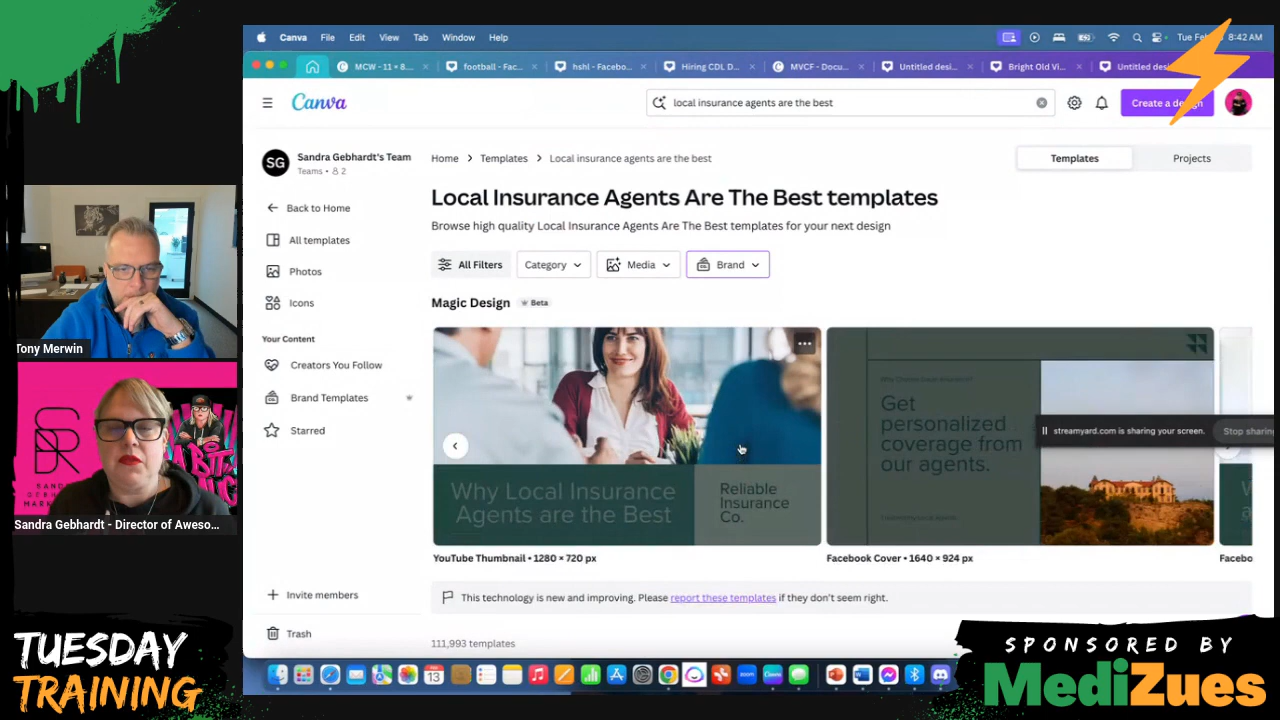 Canva File Edit View Tab Window Help
Tue Fe 8:42 AM
MCW - 11 × 8...
football - Fac...
hshl - Facebo...
Hiring CDL D...
MVCF - Docu...
Untitled desi...
Bright Old Vi...
Untitled desi
Canva
local insurance agents are the best
Create a de
SG
Sandra Gebhardt's Team
Teams • 2
Back to Home
All templates
Photos
Icons
Your Content
Creators You Follow
Brand Templates
Starred
Invite members
Trash
Home > Templates > Local insurance agents are the best
Templates
Projects
Local Insurance Agents Are The Best templates
Browse high quality Local Insurance Agents Are The Best templates for your next design
All Filters
Category
Media
Brand
Magic Design
Beta
Why Local Insurance
Agents are the Best
Reliable
Insurance
Co.
Get
personalized
coverage from
our agents.
streamyard.com is sharing your screen.
Stop sharing
YouTube Thumbnail • 1280 × 720 px
Facebook Cover • 1640 × 924 px
Facebo
This technology is new and improving. Please report these templates if they don't seem right.
111,993 templates
13
zoom
Canva
Tony Merwin
Sandra Gebhardt - Director of Aweso...
TUESDAY
TRAINING
SPONSORED BY
MediZues